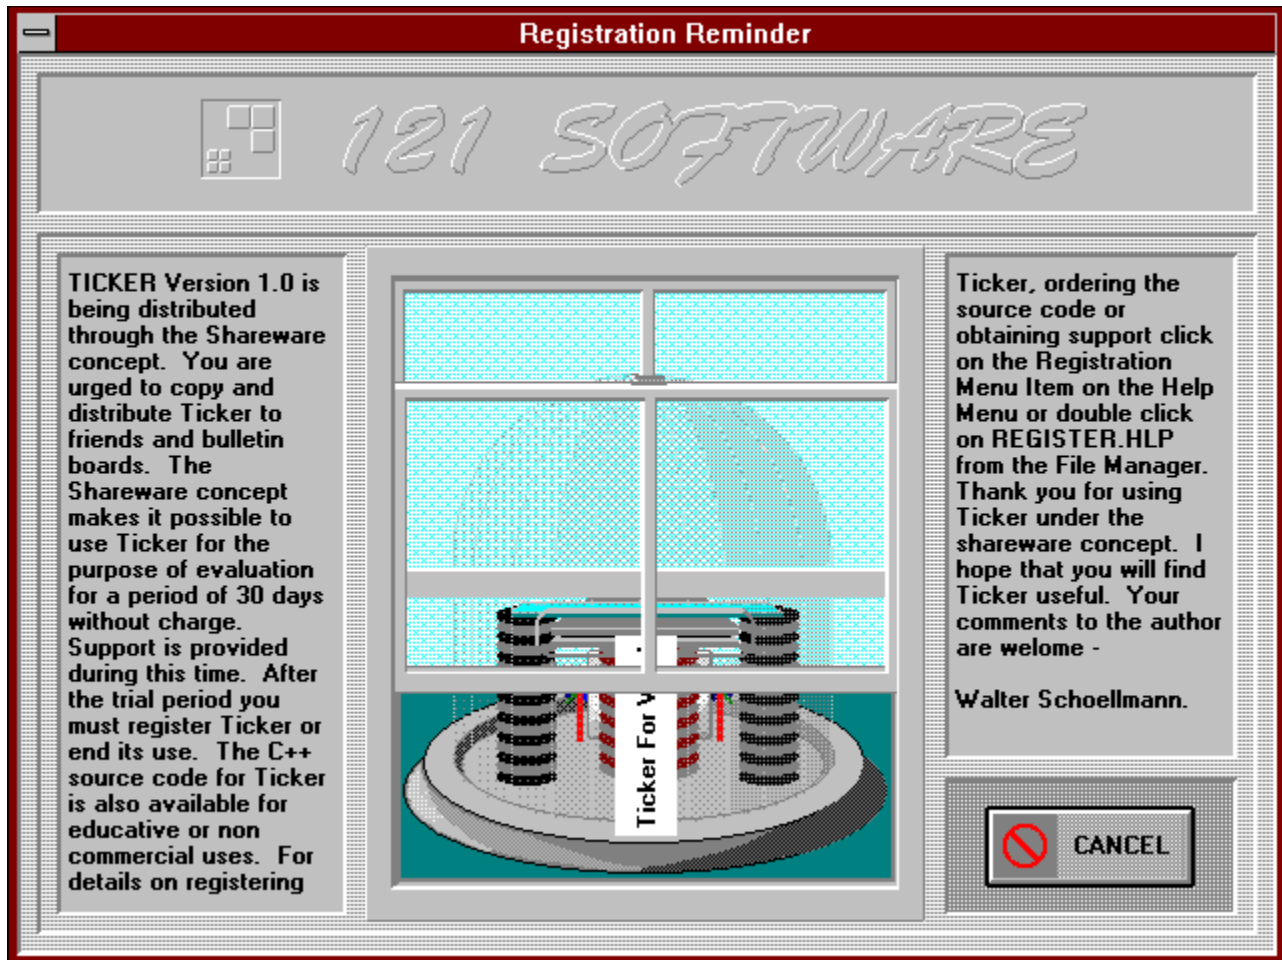 Registration Reminder
121 SOFTWARE
TICKER Version 1.0 is
being distributed
through the Shareware
concept.  You are
urged to copy and
distribute Ticker to
friends and bulletin
boards.  The
Shareware concept
makes it possible to
use Ticker for the
purpose of evaluation
for a period of 30 days
without charge.
Support is provided
during this time.  After
the trial period you
must register Ticker or
end its use.  The C++
source code for Ticker
is also available for
educative or non
commercial uses.  For
details on registering
Ticker For
Ticker, ordering the
source code or
obtaining support click
on the Registration
Menu Item on the Help
Menu or double click
on REGISTER.HLP
from the File Manager.
Thank you for using
Ticker under the
shareware concept.  I
hope that you will find
Ticker useful.  Your
comments to the author
are welome -
Walter Schoellmann.
CANCEL